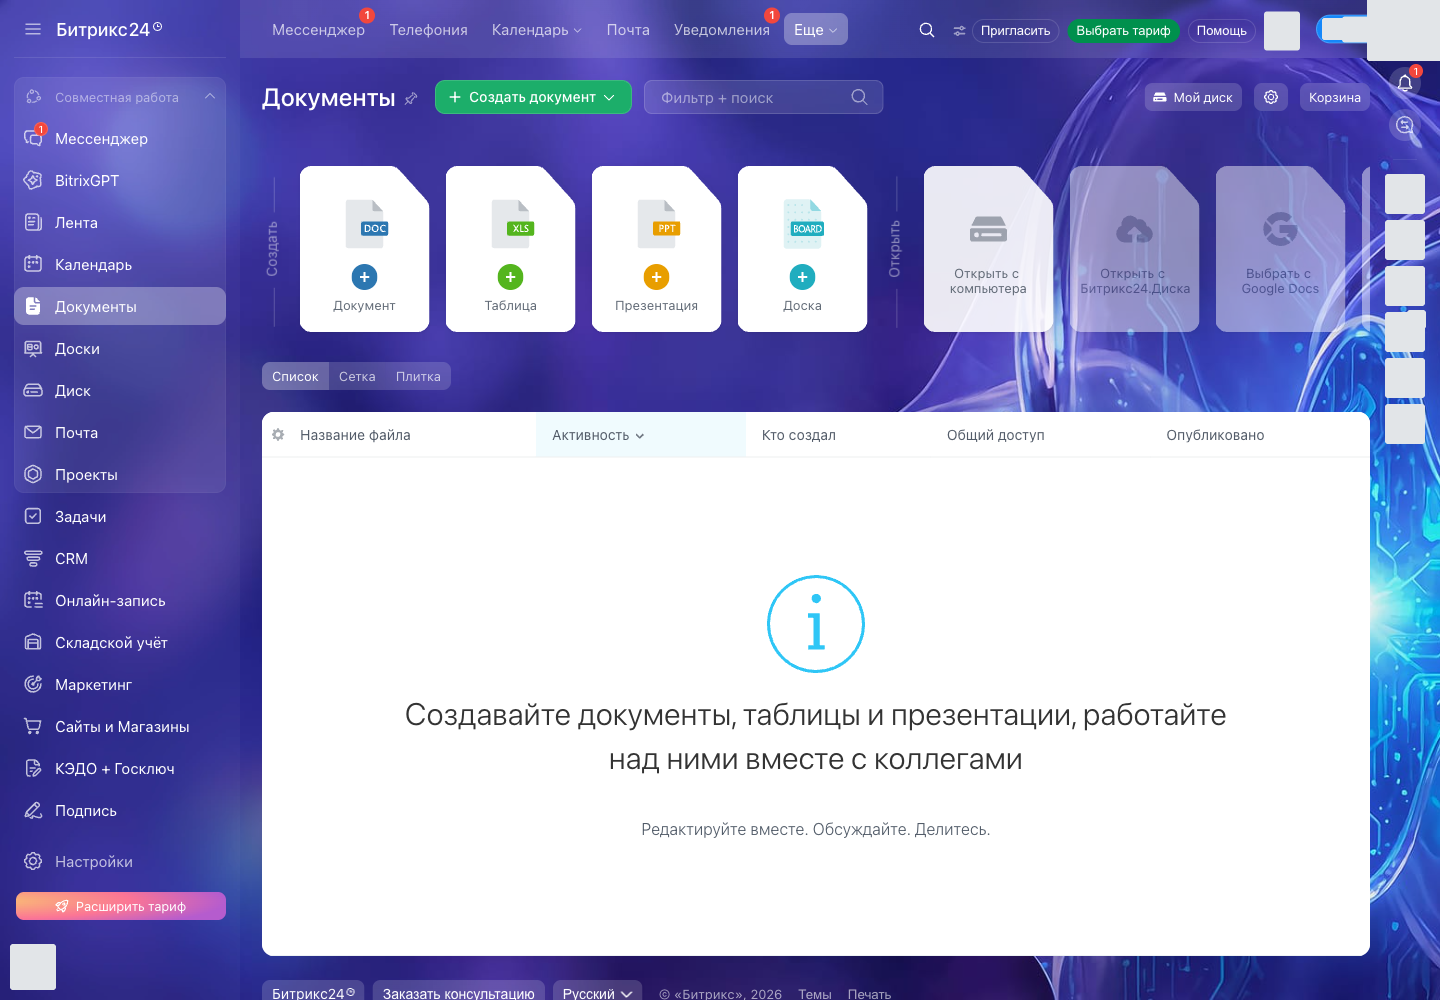 Битрикс24
Мессенджер 1
Телефония
Календарь
Почта
Уведомления 1
Еще
Пригласить
Выбрать тариф
Помощь
Совместная работа
1
Мессенджер
BitrixGPT
Лента
Календарь
Документы
Доски
Диск
Почта
Проекты
Задачи
CRM
Онлайн-запись
Складской учёт
Маркетинг
Сайты и Магазины
КЭДО + Госключ
Подпись
Настройки
Расширить тариф
Документы
Создать документ
Фильтр + поиск
Мой диск
Корзина
1
Создать
DOC
Документ
XLS
Таблица
PPT
Презентация
BOARD
Доска
Открыть
Открыть с
компьютера
Открыть с
Битрикс24.Диска
Выбрать с
Google Docs
Список
Сетка
Плитка
Название файла
Активность
Кто создал
Общий доступ
Опубликовано
Создавайте документы, таблицы и презентации, работайте
над ними вместе с коллегами
Редактируйте вместе. Обсуждайте. Делитесь.
Битрикс24
Заказать консультацию
Русский
© «Битрикс», 2026
Темы
Печать